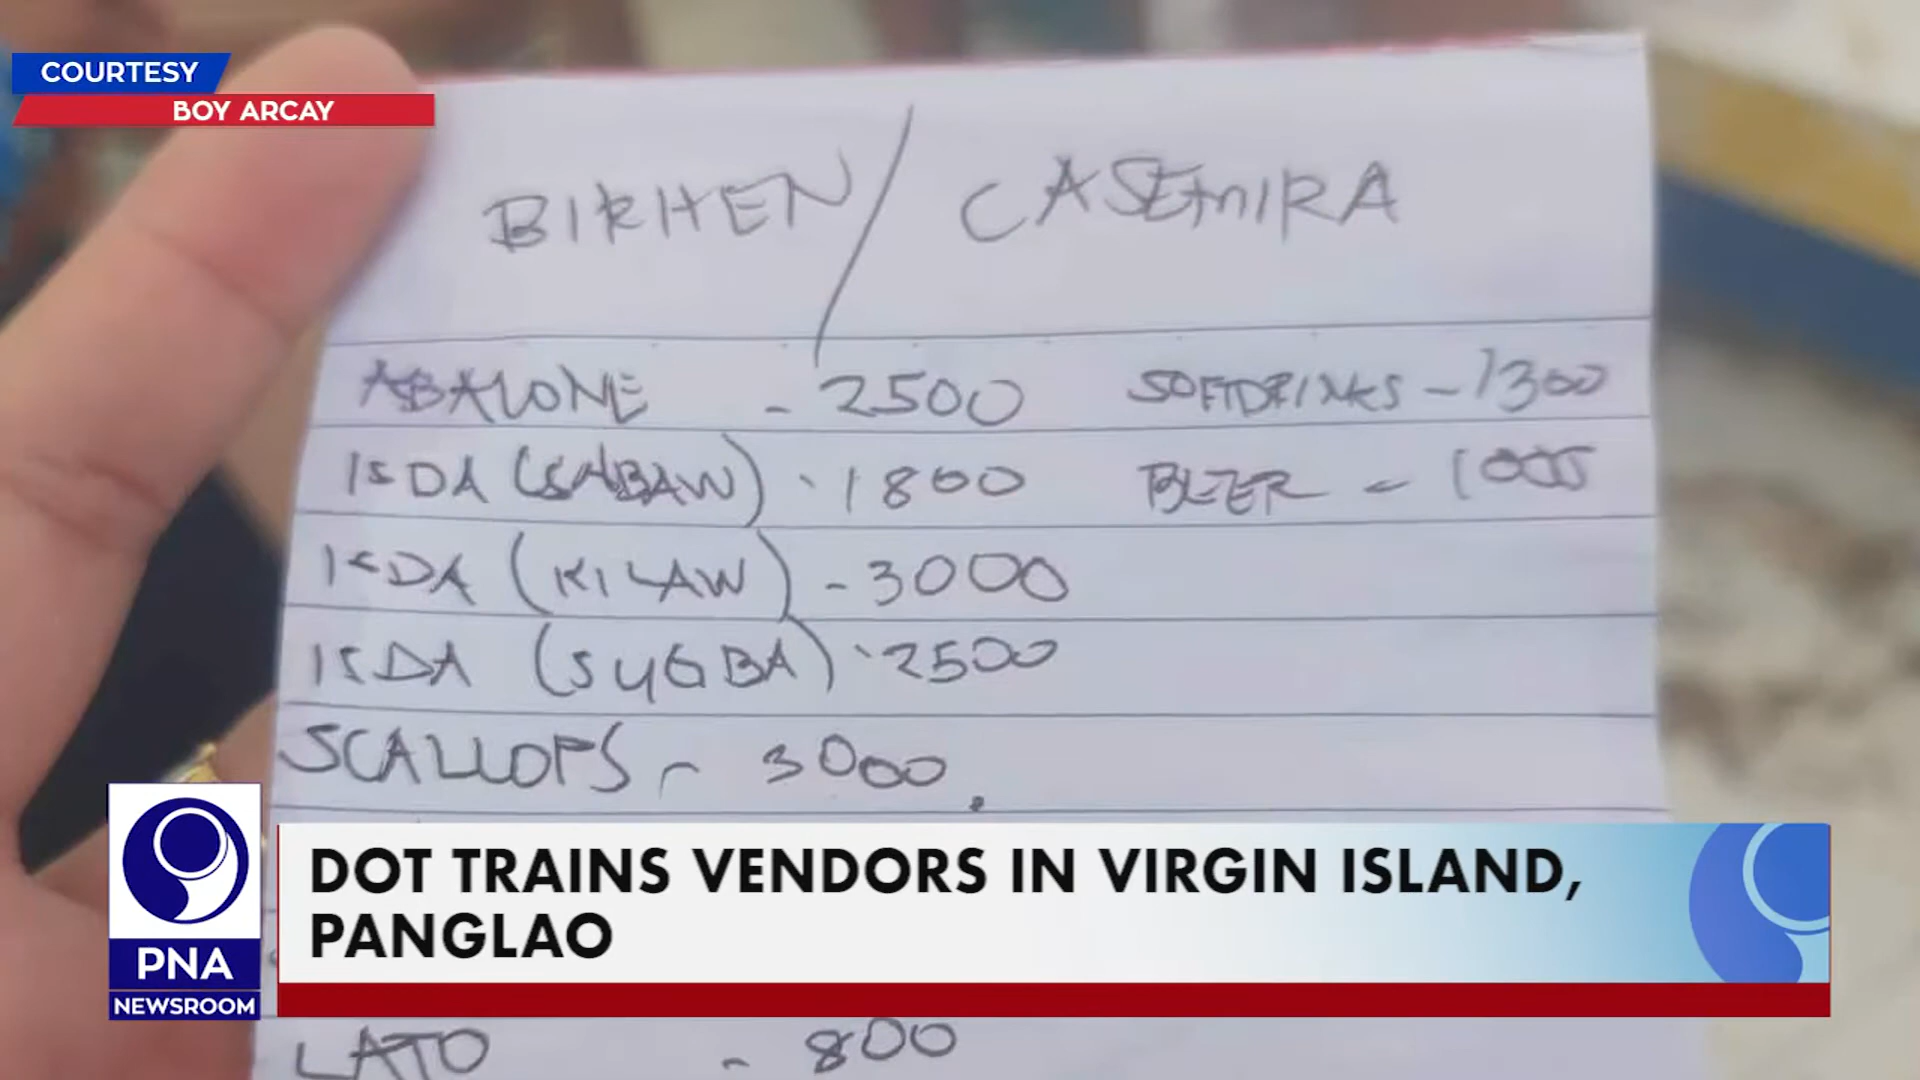 COURTESY
BOY ARCAY
BIRHEN / CASEMIRA
ABALONE - 2500 SOFTDRINKS - 1300
ISDA (SABAW) - 1800 BEER - 1000
ISDA (KILAW) - 3000
ISDA (SUGBA) - 2500
SCALLOPS - 3000.
DOT TRAINS VENDORS IN VIRGIN ISLAND,
PANGLAO
PNA
NEWSROOM
LATO - 800